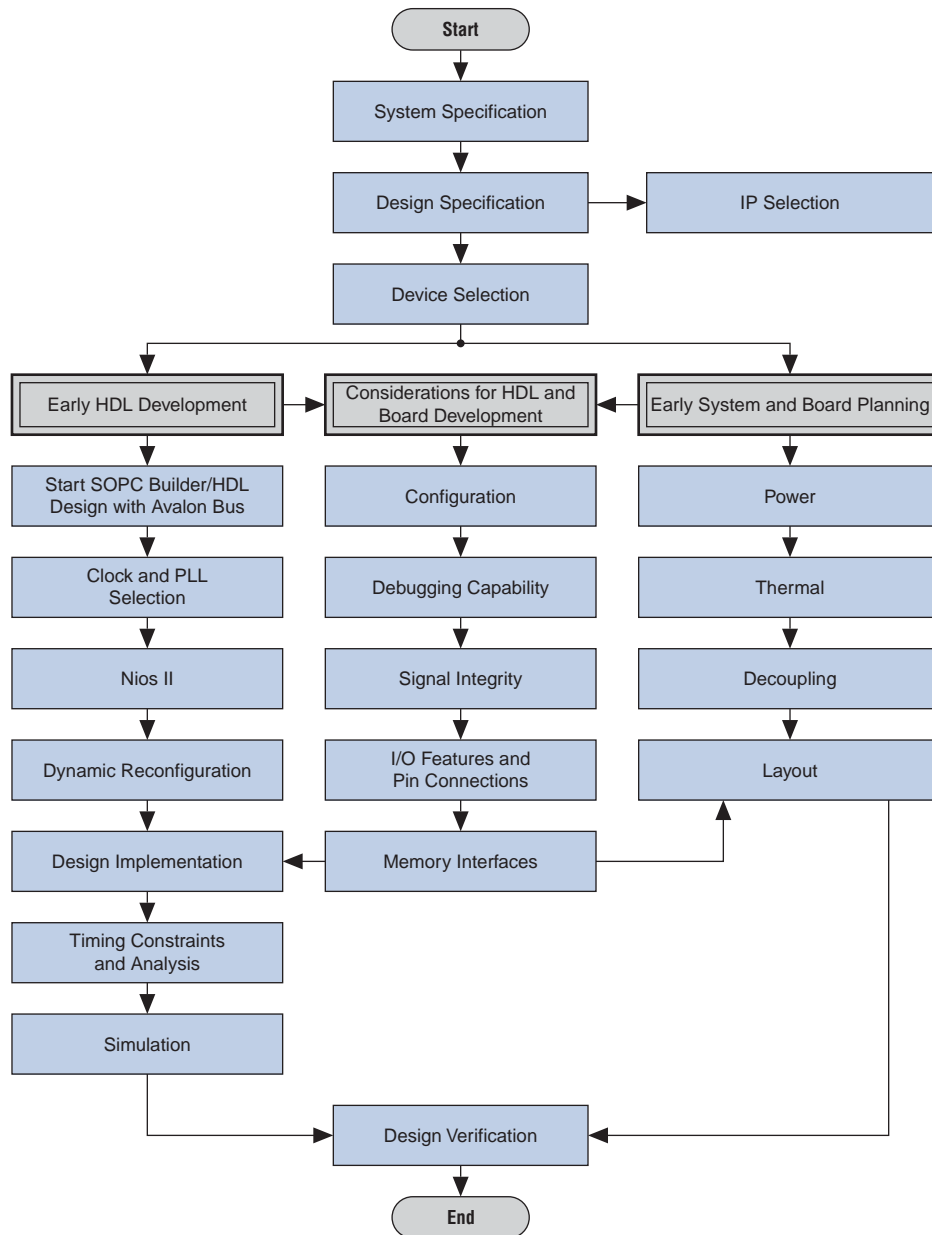 Start
System Specification
Design Specification
IP Selection
Device Selection
Early HDL Development
Considerations for HDL and
Board Development
Early System and Board Planning
Start SOPC Builder/HDL
Design with Avalon Bus
Configuration
Power
Clock and PLL
Selection
Debugging Capability
Thermal
Nios II
Signal Integrity
Decoupling
Dynamic Reconfiguration
I/O Features and
Pin Connections
Layout
Design Implementation
Memory Interfaces
Timing Constraints
and Analysis
Simulation
Design Verification
End